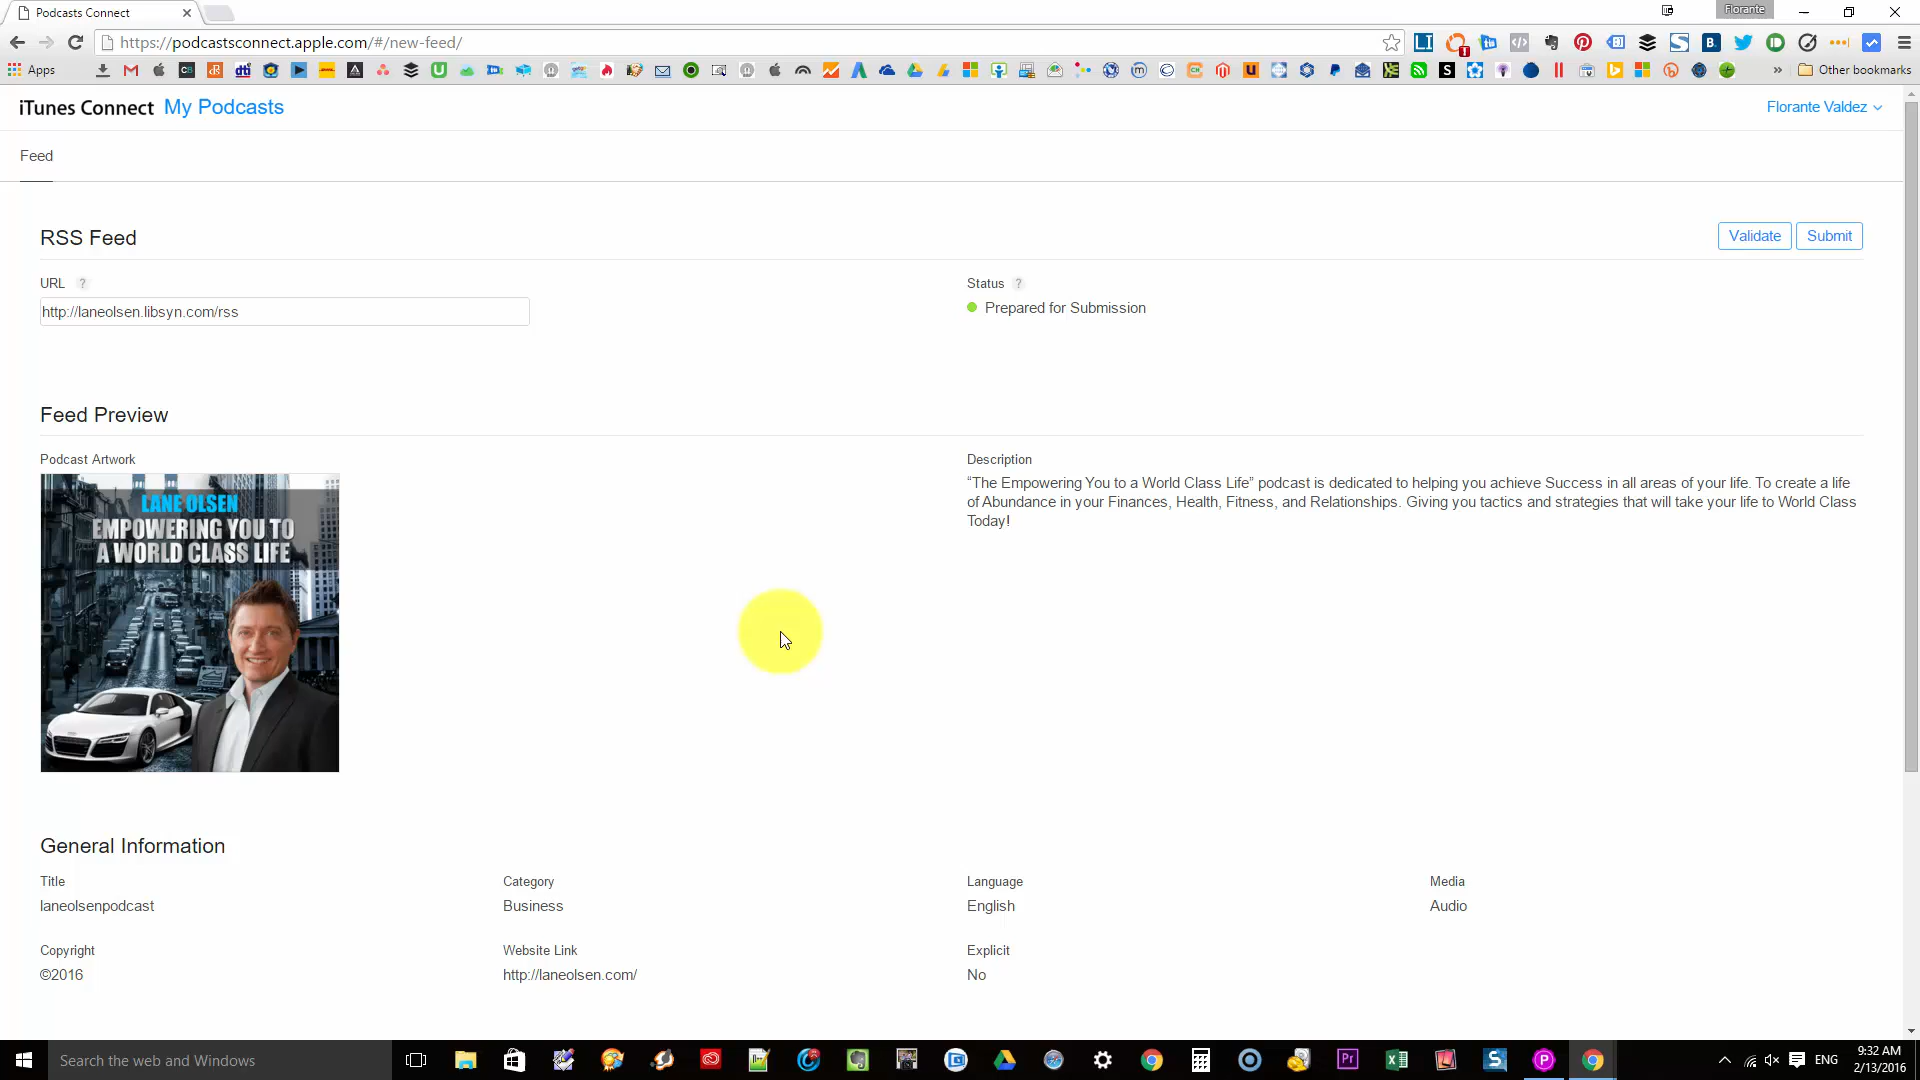 Podcasts Connect
Florante
https://podcastsconnect.apple.com/#/new-feed/
Apps
Other bookmarks
iTunes Connect My Podcasts
Florante Valdez
Feed
RSS Feed
Validate
Submit
URL ?
http://laneolsen.libsyn.com/rss
Status ?
Prepared for Submission
Feed Preview
Podcast Artwork
LANE OLSEN
EMPOWERING YOU TO
A WORLD CLASS LIFE
Description
“The Empowering You to a World Class Life” podcast is dedicated to helping you achieve Success in all areas of your life. To create a life
of Abundance in your Finances, Health, Fitness, and Relationships. Giving you tactics and strategies that will take your life to World Class
Today!
General Information
Title
laneolsenpodcast
Category
Business
Language
English
Media
Audio
Copyright
©2016
Website Link
http://laneolsen.com/
Explicit
No
Search the web and Windows
ENG
9:32 AM
2/13/2016